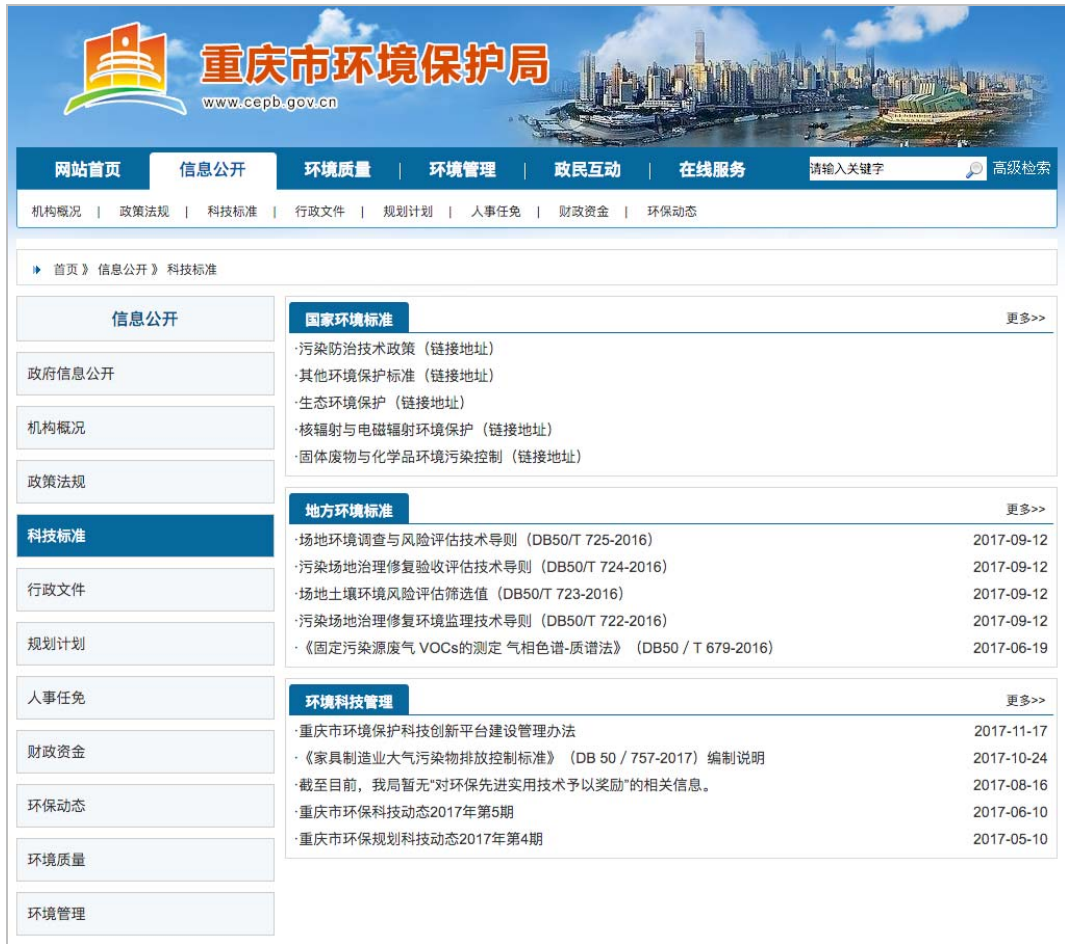 重庆市环境保护局
www.cepb.gov.cn
网站首页 信息公开 环境质量 | 环境管理 | 政民互动 | 在线服务 请输入关键字 高级检索
机构概况 | 政策法规 | 科技标准 | 行政文件 | 规划计划 | 人事任免 | 财政资金 | 环保动态
首页 》 信息公开 》 科技标准
信息公开
政府信息公开
机构概况
政策法规
科技标准
行政文件
规划计划
人事任免
财政资金
环保动态
环境质量
环境管理
国家环境标准 更多>>
·污染防治技术政策（链接地址）
·其他环境保护标准（链接地址）
·生态环境保护（链接地址）
·核辐射与电磁辐射环境保护（链接地址）
·固体废物与化学品环境污染控制（链接地址）
地方环境标准 更多>>
·场地环境调查与风险评估技术导则（DB50/T 725-2016） 2017-09-12
·污染场地治理修复验收评估技术导则（DB50/T 724-2016） 2017-09-12
·场地土壤环境风险评估筛选值（DB50/T 723-2016） 2017-09-12
·污染场地治理修复环境监理技术导则（DB50/T 722-2016） 2017-09-12
·《固定污染源废气 VOCs的测定 气相色谱-质谱法》（DB50／T 679-2016） 2017-06-19
环境科技管理 更多>>
·重庆市环境保护科技创新平台建设管理办法 2017-11-17
·《家具制造业大气污染物排放控制标准》（DB 50／757-2017）编制说明 2017-10-24
·截至目前，我局暂无“对环保先进实用技术予以奖励”的相关信息。 2017-08-16
·重庆市环保科技动态2017年第5期 2017-06-10
·重庆市环保规划科技动态2017年第4期 2017-05-10